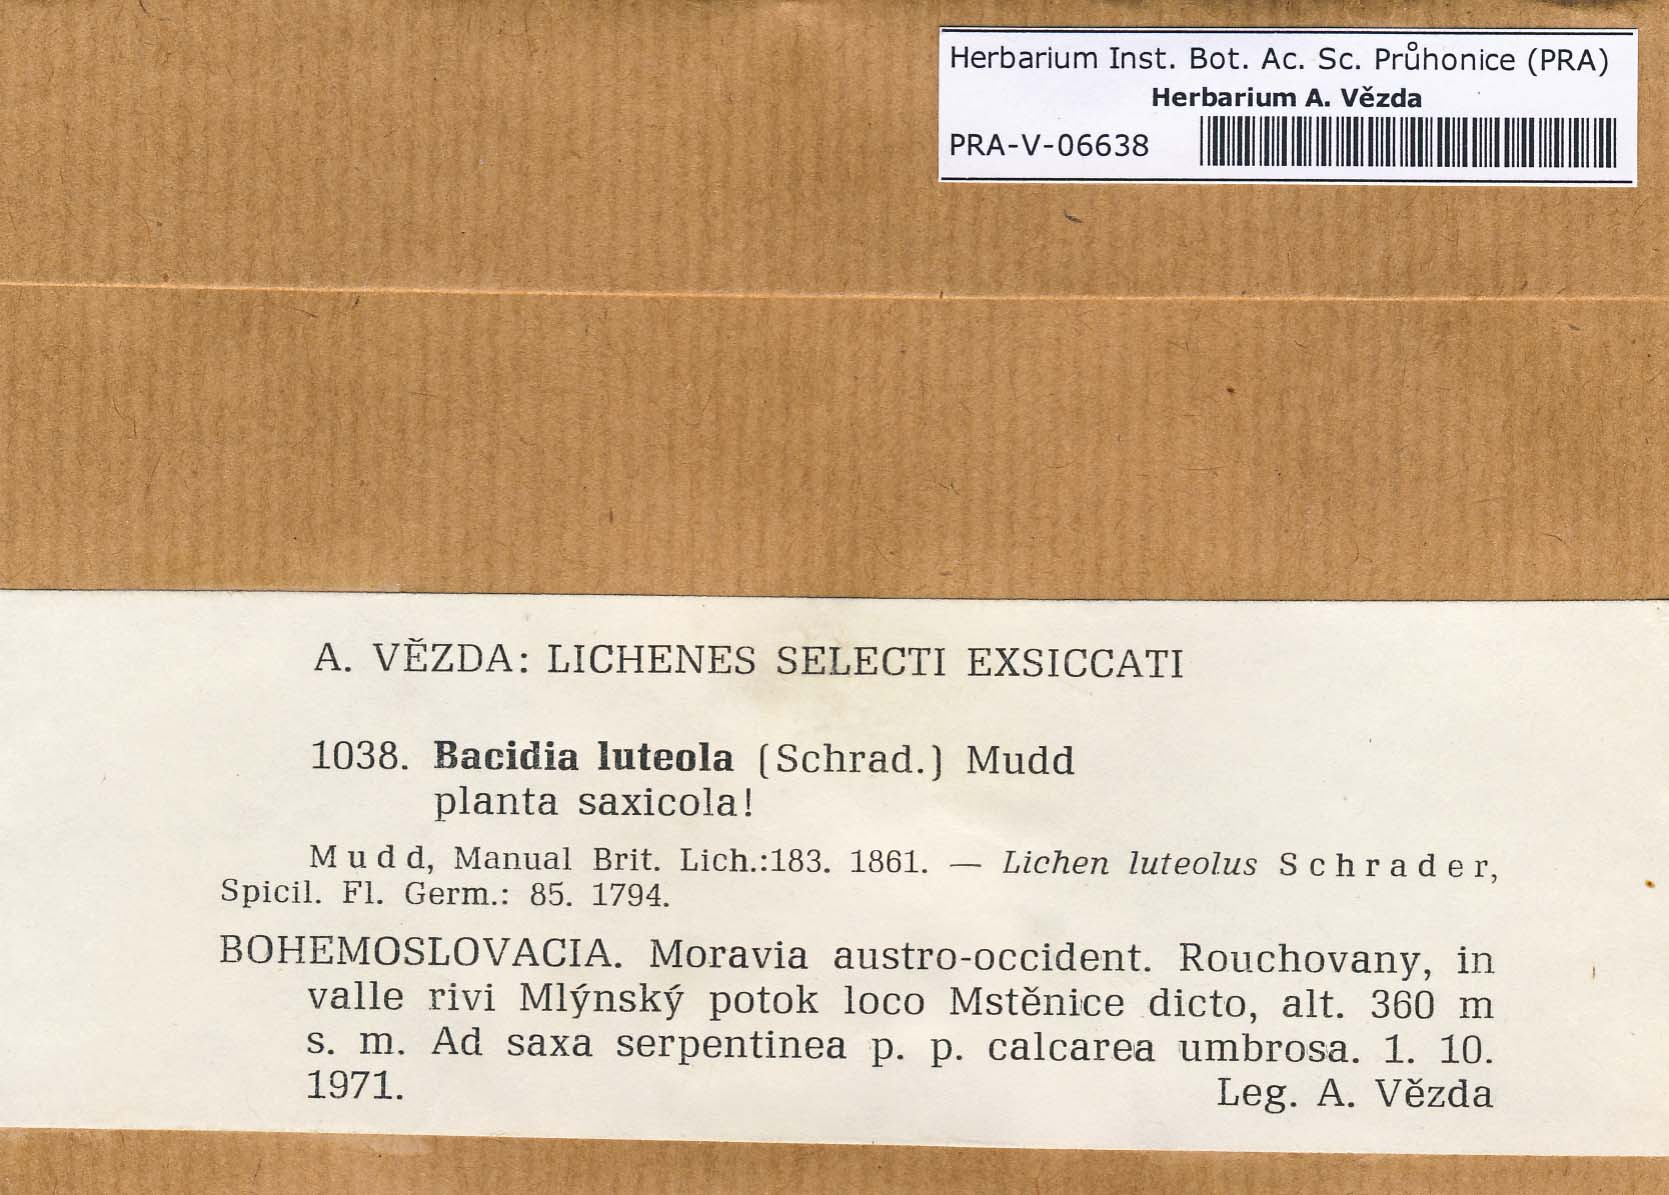 Herbarium Inst. Bot. Ac. Sc. Průhonice (PRA)
Herbarium A. Vězda
PRA-V-06638
A. VĚZDA: LICHENES SELECTI EXSICCATI
1038. Bacidia luteola (Schrad.) Mudd
planta saxicola!
Mudd, Manual Brit. Lich.:183. 1861. — Lichen luteolus Schrader,
Spicil. Fl. Germ.: 85. 1794.
BOHEMOSLOVACIA. Moravia austro-occident. Rouchovany, in
valle rivi Mlýnský potok loco Mstěnice dicto, alt. 360 m
s. m. Ad saxa serpentinea p. p. calcarea umbrosa. 1. 10.
1971. Leg. A. Vězda